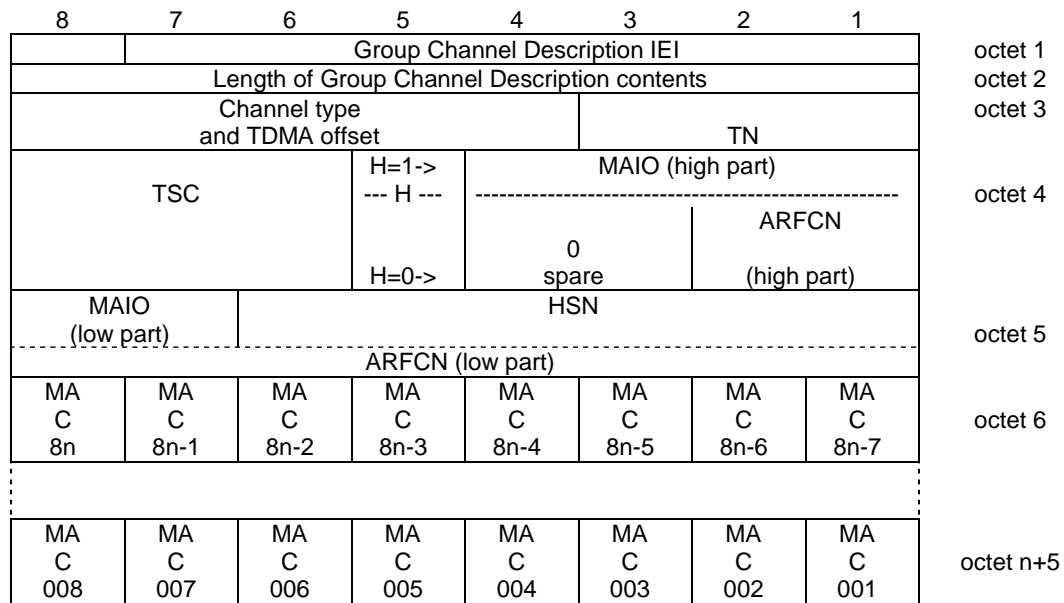 8 7 6 5 4 3 2 1
Group Channel Description IEI octet 1
Length of Group Channel Description contents octet 2
Channel type octet 3
and TDMA offset TN
H=1-> MAIO (high part)
TSC --- H --- ------------------------------------------------------- octet 4
ARFCN
0
H=0-> spare (high part)
MAIO HSN
(low part) octet 5
ARFCN (low part)
MA MA MA MA MA MA MA MA
C C C C C C C C octet 6
8n 8n-1 8n-2 8n-3 8n-4 8n-5 8n-6 8n-7
MA MA MA MA MA MA MA MA
C C C C C C C C octet n+5
008 007 006 005 004 003 002 001